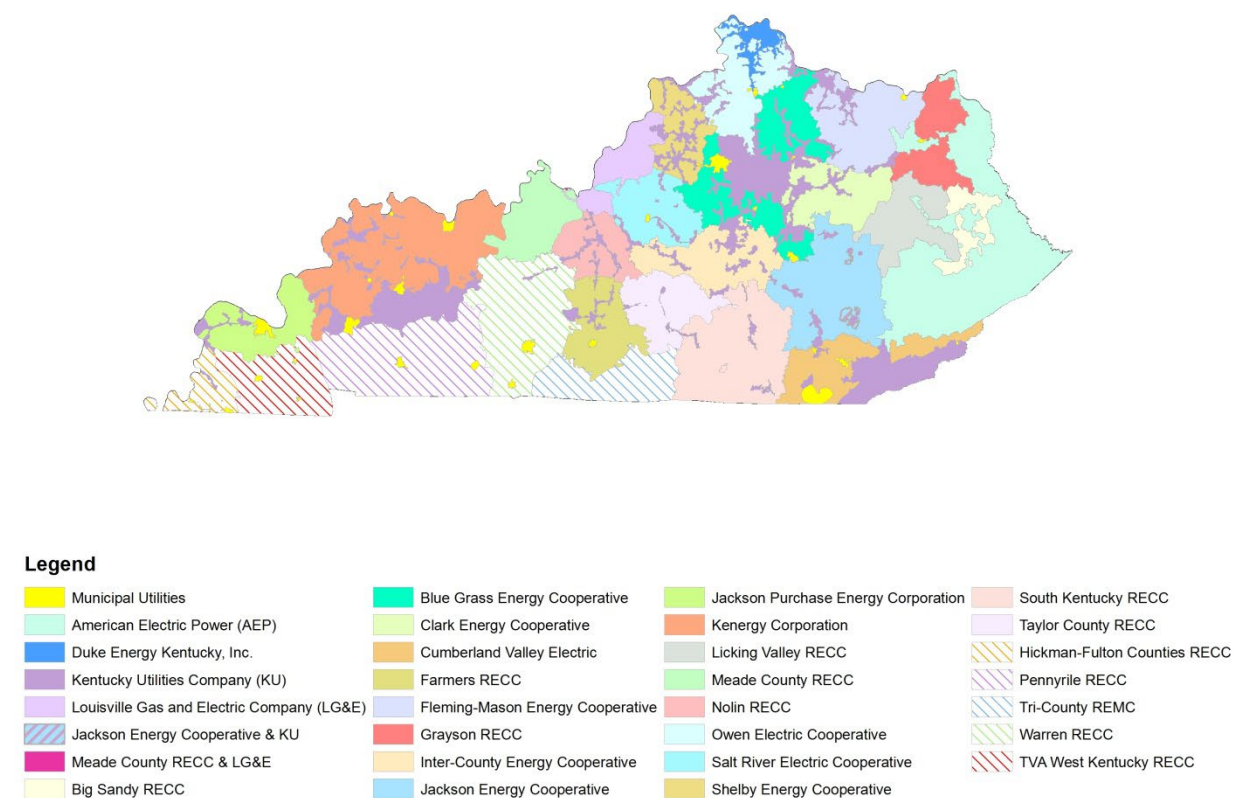 Legend
Municipal Utilities
American Electric Power (AEP)
Duke Energy Kentucky, Inc.
Kentucky Utilities Company (KU)
Louisville Gas and Electric Company (LG&E)
Jackson Energy Cooperative & KU
Meade County RECC & LG&E
Big Sandy RECC
Blue Grass Energy Cooperative
Clark Energy Cooperative
Cumberland Valley Electric
Farmers RECC
Fleming-Mason Energy Cooperative
Grayson RECC
Inter-County Energy Cooperative
Jackson Energy Cooperative
Jackson Purchase Energy Corporation
Kenergy Corporation
Licking Valley RECC
Meade County RECC
Nolin RECC
Owen Electric Cooperative
Salt River Electric Cooperative
Shelby Energy Cooperative
South Kentucky RECC
Taylor County RECC
Hickman-Fulton Counties RECC
Pennyrile RECC
Tri-County REMC
Warren RECC
TVA West Kentucky RECC